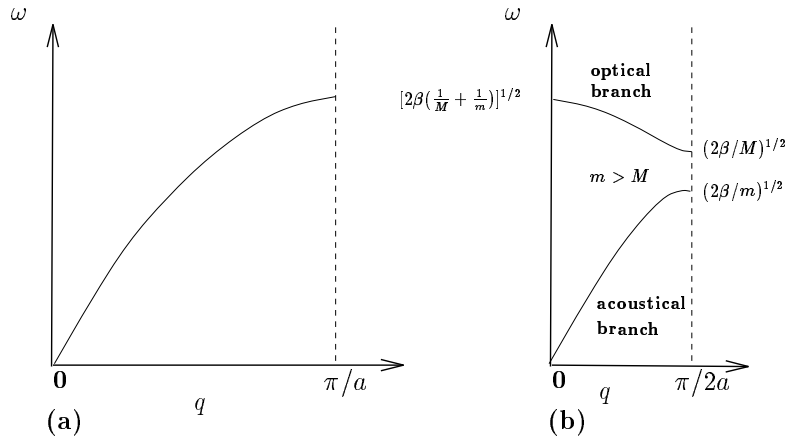 ω
0
π/a
q
(a)
ω
[2β(1/M + 1/m)]^{1/2}
optical
branch
(2β/M)^{1/2}
m > M
(2β/m)^{1/2}
acoustical
branch
0
π/2a
q
(b)